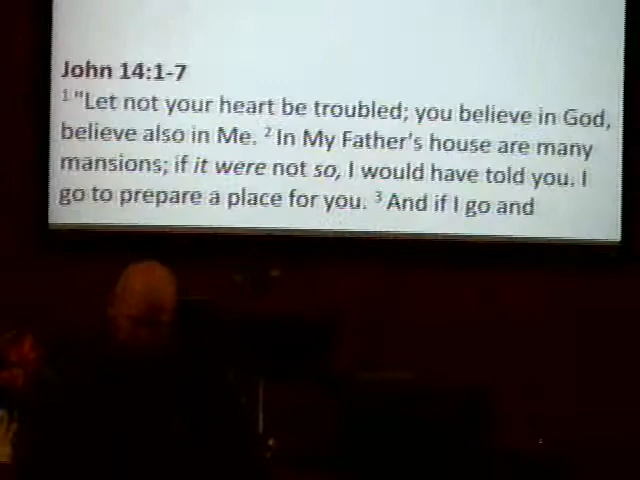 John 14:1-7
1 "Let not your heart be troubled; you believe in God,
believe also in Me. 2 In My Father's house are many
mansions; if it were not so, I would have told you. I
go to prepare a place for you. 3 And if I go and